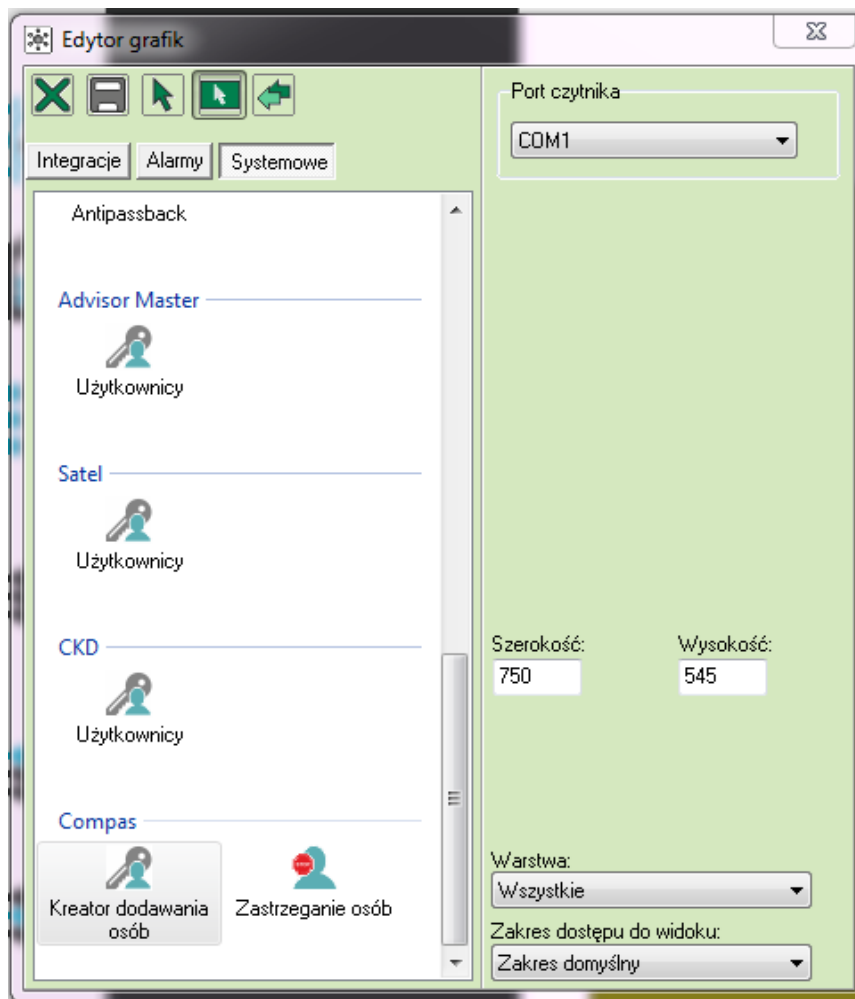 Edytor grafik
Integracje Alarmy Systemowe
Antipassback
Advisor Master
Użytkownicy
Satel
Użytkownicy
CKD
Użytkownicy
Compas
Kreator dodawania
osób
Zastrzeganie osób
Port czytnika
COM1
Szerokość: Wysokość:
750 545
Warstwa:
Wszystkie
Zakres dostępu do widoku:
Zakres domyślny